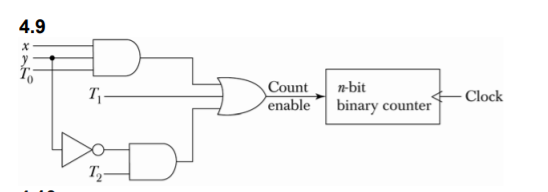 4.9
x
y
T0
T1
Count
enable
n-bit
binary counter
Clock
T2